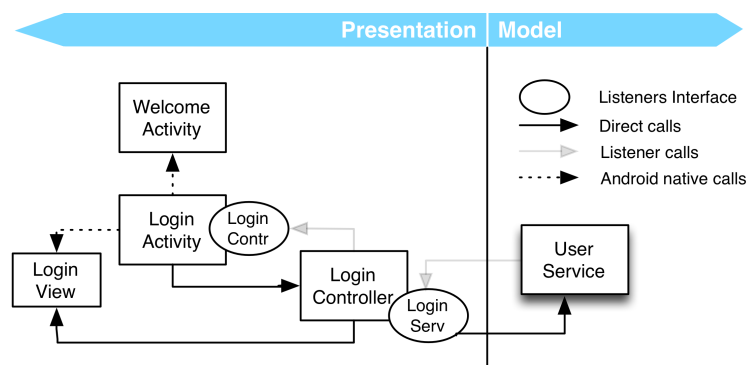 Presentation Model
Listeners Interface
Direct calls
Listener calls
Android native calls
Welcome
Activity
Login
Activity
Login
Contr
Login
View
Login
Controller
Login
Serv
User
Service